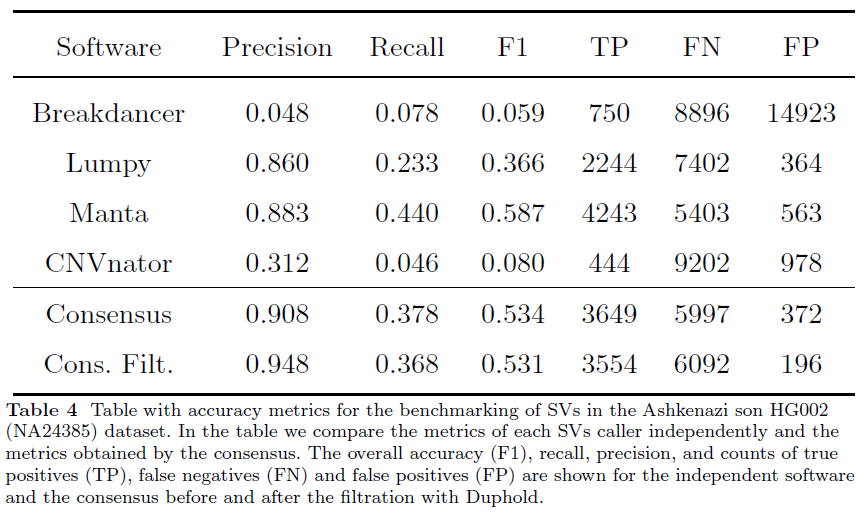 Software Precision Recall F1 TP FN FP
Breakdancer 0.048 0.078 0.059 750 8896 14923
Lumpy 0.860 0.233 0.366 2244 7402 364
Manta 0.883 0.440 0.587 4243 5403 563
CNVnator 0.312 0.046 0.080 444 9202 978
Consensus 0.908 0.378 0.534 3649 5997 372
Cons. Filt. 0.948 0.368 0.531 3554 6092 196
Table 4 Table with accuracy metrics for the benchmarking of SVs in the Ashkenazi son HG002
(NA24385) dataset. In the table we compare the metrics of each SVs caller independently and the
metrics obtained by the consensus. The overall accuracy (F1), recall, precision, and counts of true
positives (TP), false negatives (FN) and false positives (FP) are shown for the independent software
and the consensus before and after the filtration with Duphold.